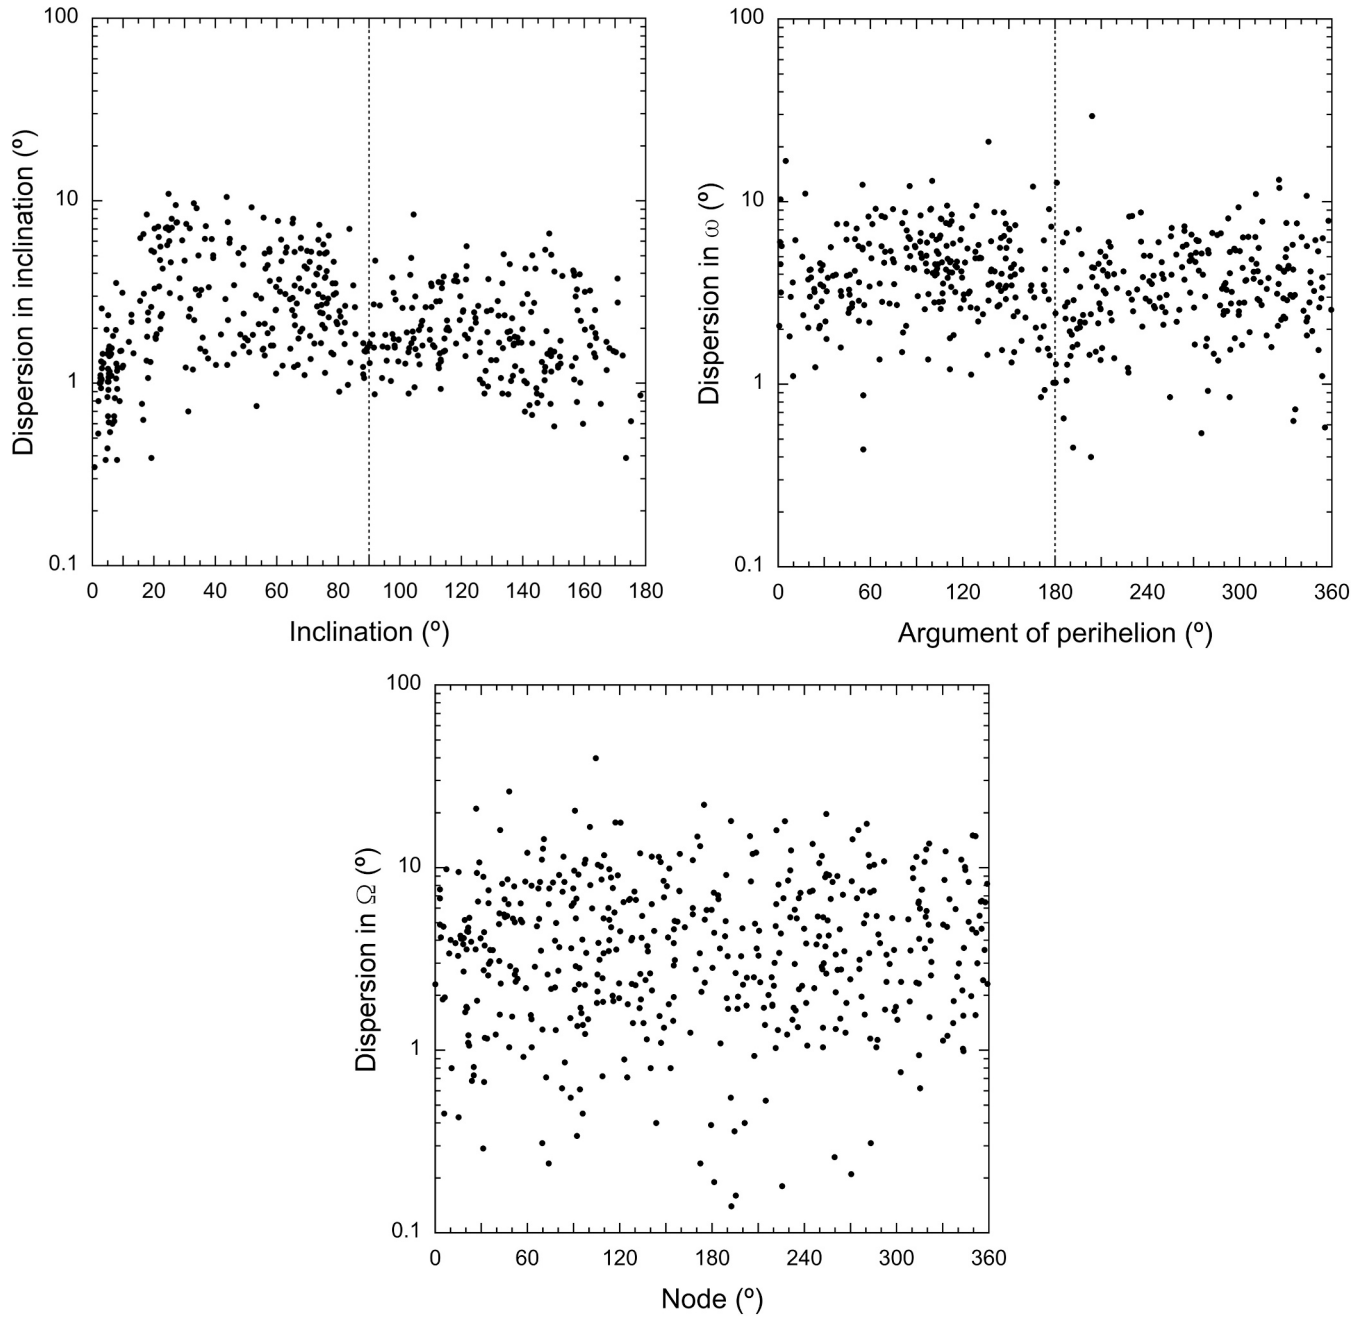 100
10
1
0.1
Dispersion in inclination (º)
0 20 40 60 80 100 120 140 160 180
Inclination (º)
100
10
1
0.1
Dispersion in ω (º)
0 60 120 180 240 300 360
Argument of perihelion (º)
100
10
1
0.1
Dispersion in Ω (º)
0 60 120 180 240 300 360
Node (º)